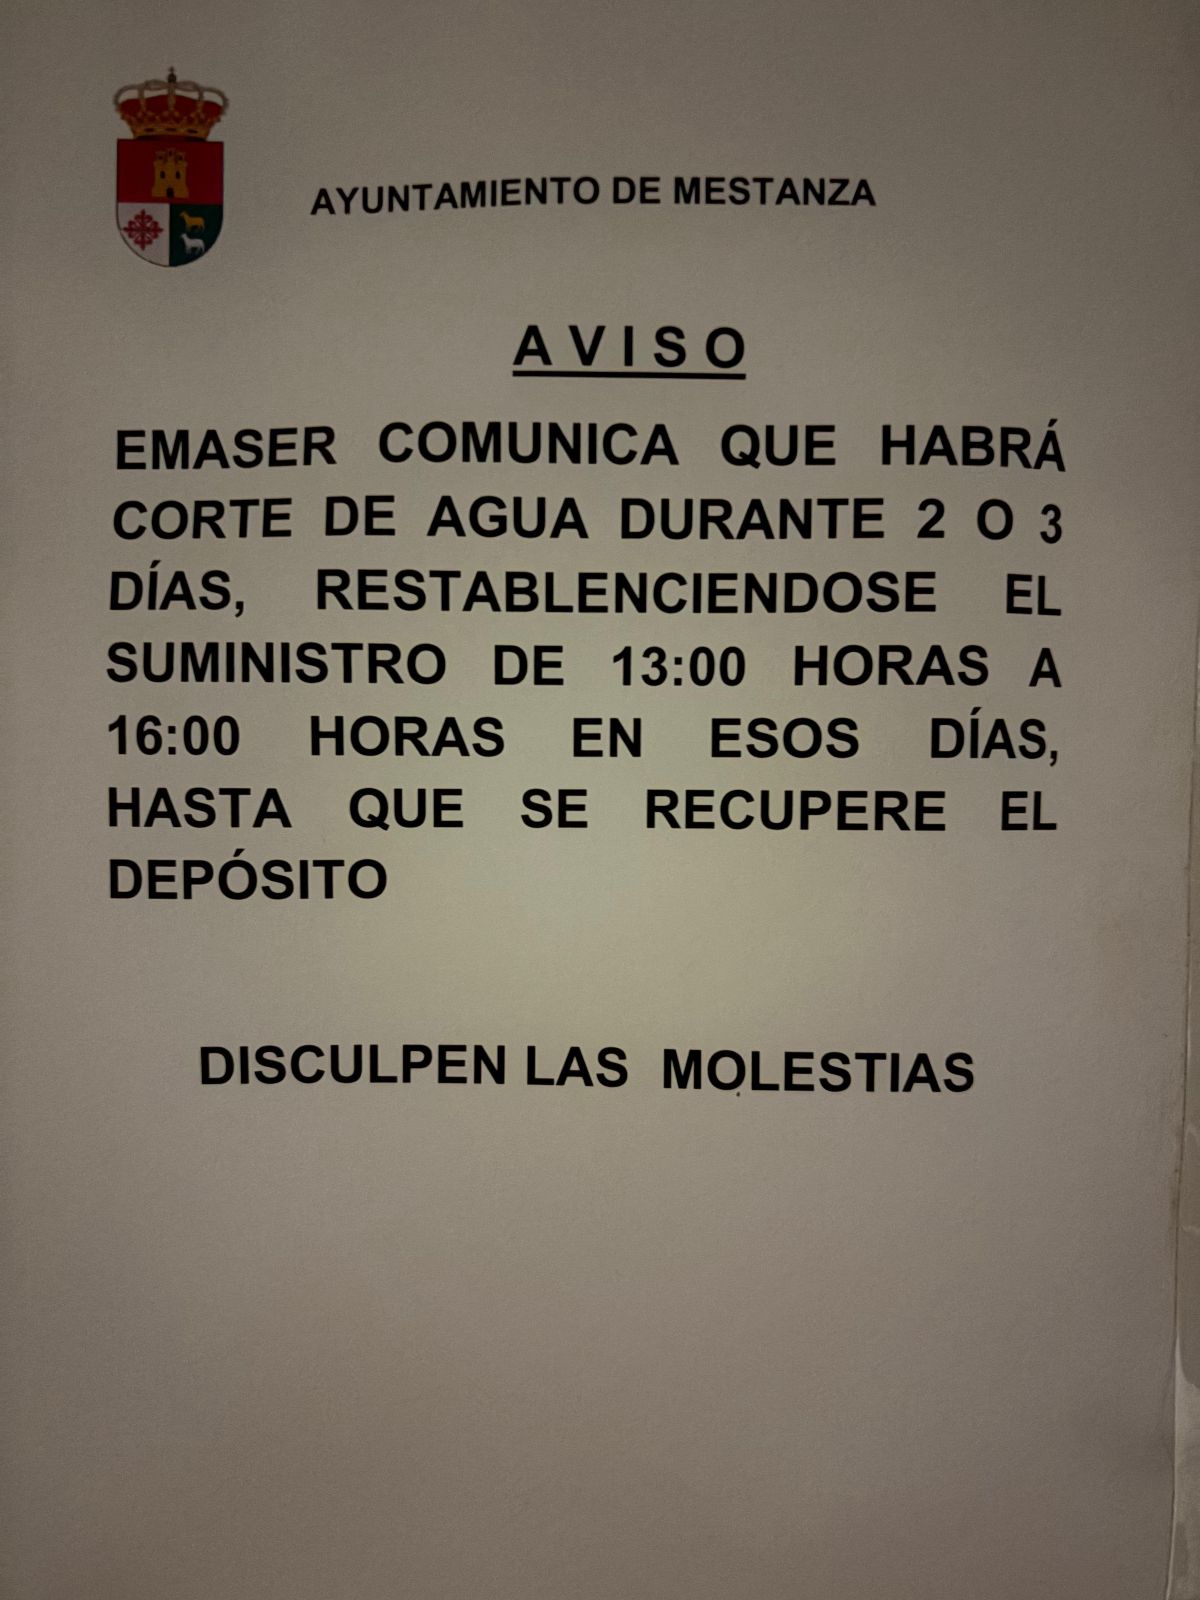 AYUNTAMIENTO DE MESTANZA
A V I S O
EMASER COMUNICA QUE HABRÁ
CORTE DE AGUA DURANTE 2 O 3
DÍAS, RESTABLENCIENDOSE EL
SUMINISTRO DE 13:00 HORAS A
16:00 HORAS EN ESOS DÍAS,
HASTA QUE SE RECUPERE EL
DEPÓSITO
DISCULPEN LAS MOLESTIAS